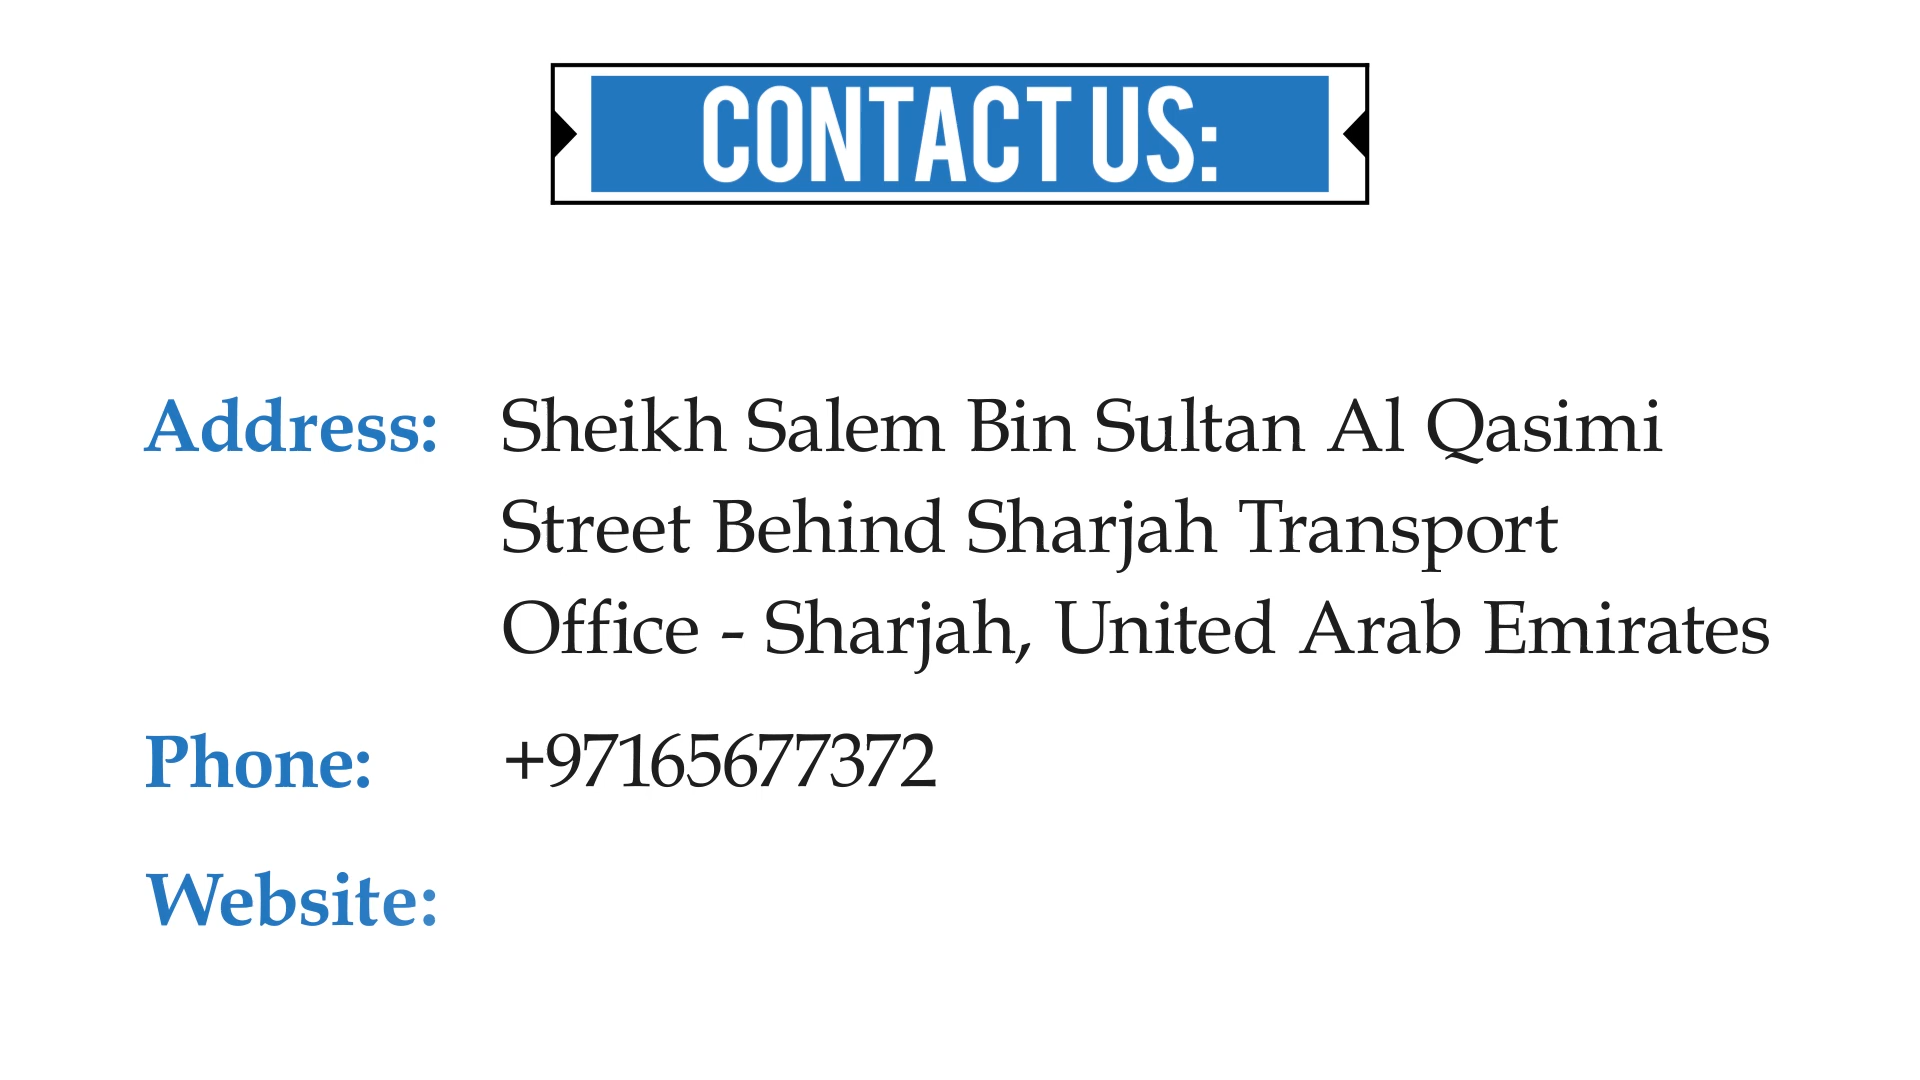 CONTACT US:
Address: Sheikh Salem Bin Sultan Al Qasimi
Street Behind Sharjah Transport
Office - Sharjah, United Arab Emirates
Phone: +97165677372
Website: